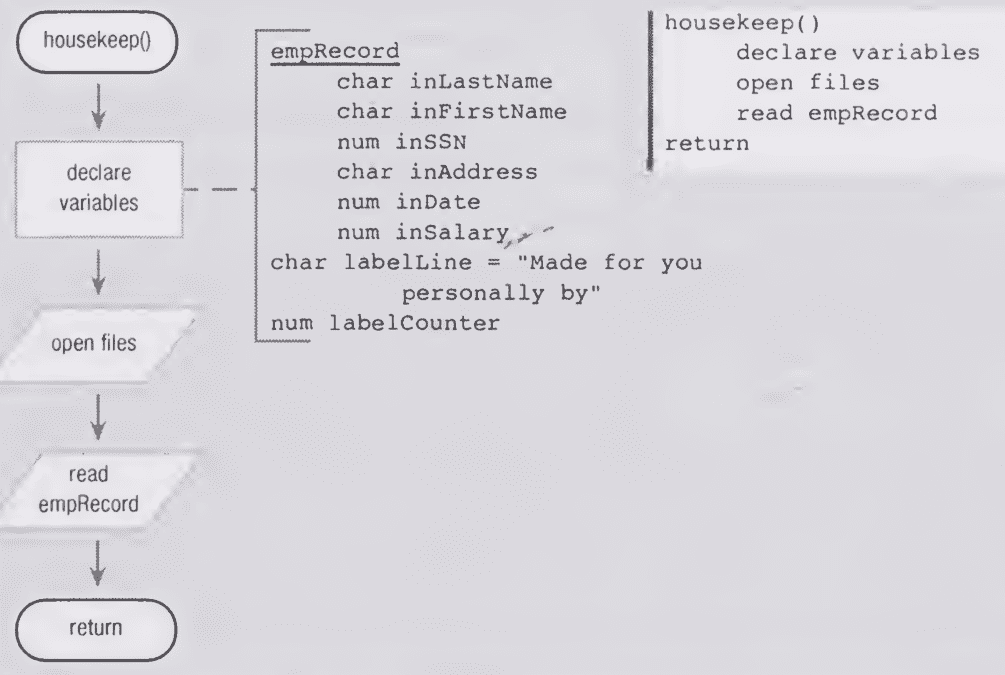 housekeep()
declare
variables
open files
read
empRecord
return
empRecord
char inLastName
char inFirstName
num inSSN
char inAddress
num inDate
num inSalary
char labelLine = "Made for you
personally by"
num labelCounter
housekeep()
declare variables
open files
read empRecord
return